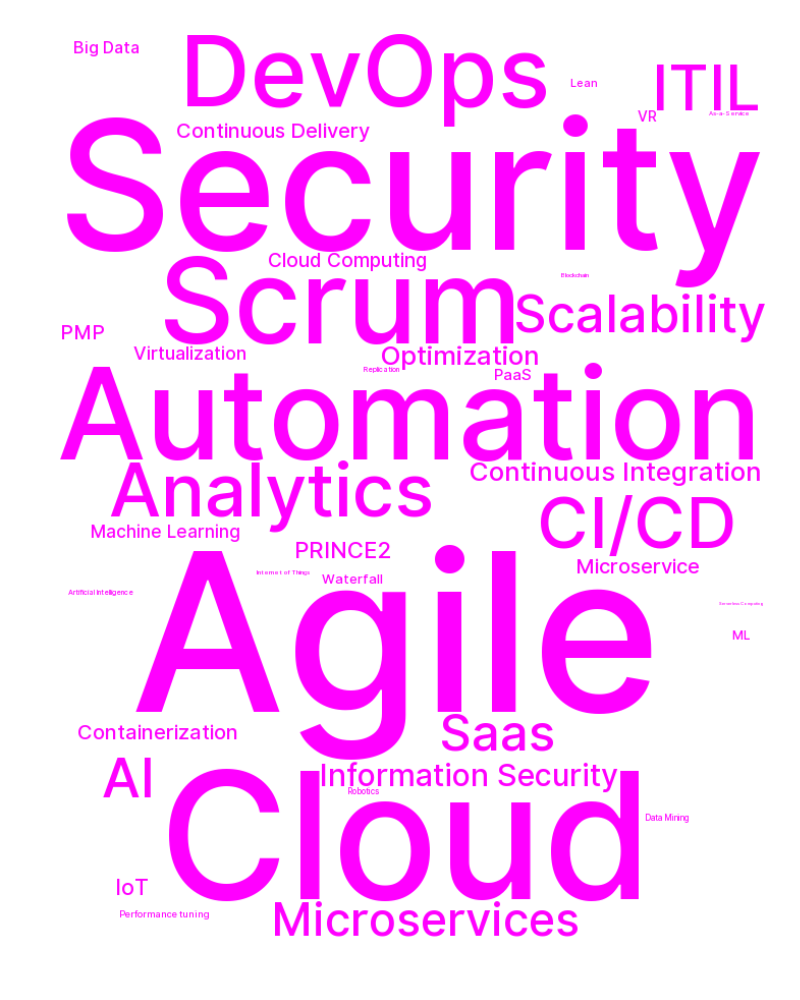 Big Data
DevOps
Lean
ITIL
VR
As-a-Service
Continuous Delivery
Security
Cloud Computing
Scrum
Blockchain
Scalability
PMP
Virtualization
Optimization
Replication
PaaS
Automation
Analytics
Continuous Integration
CI/CD
Machine Learning
PRINCE2
Microservice
Internet of Things
Waterfall
Artificial Intelligence
Agile
Serverless Computing
ML
Containerization
Saas
AI
Information Security
Robotics
Cloud
Data Mining
IoT
Performance tuning
Microservices